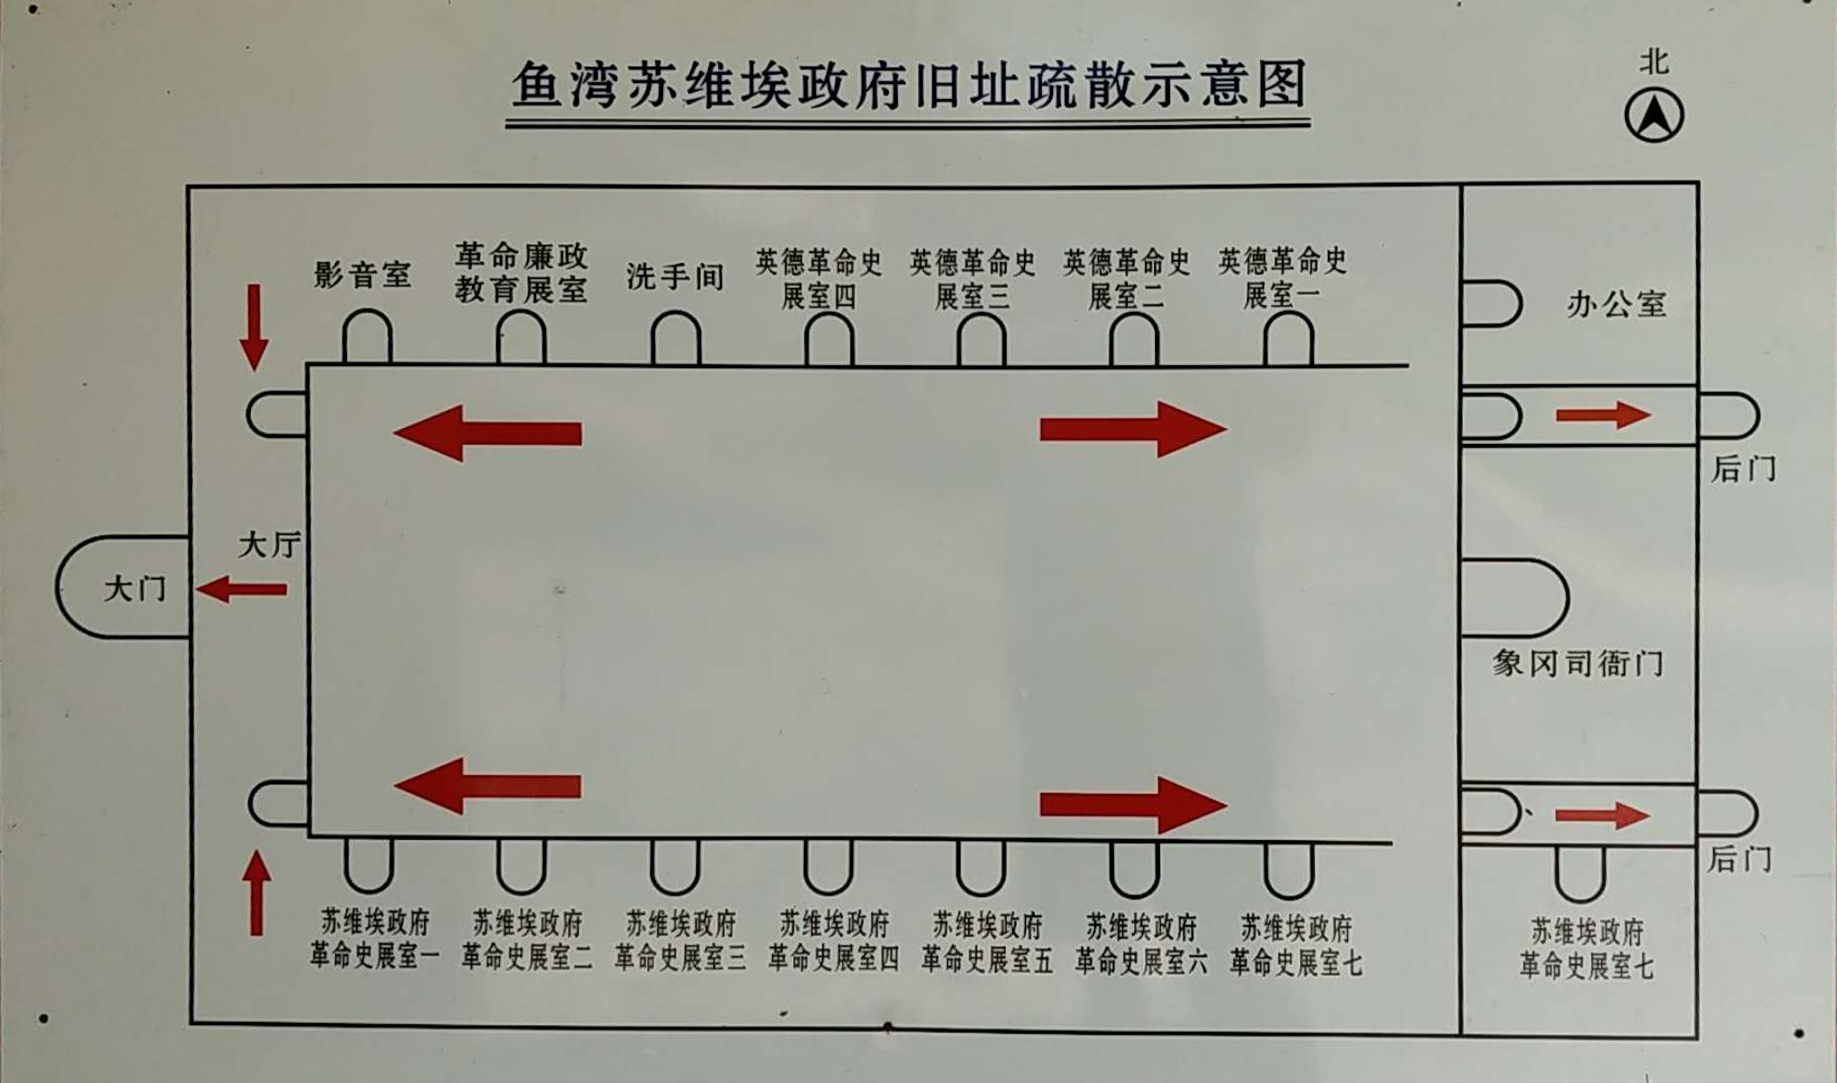 鱼湾苏维埃政府旧址疏散示意图
北
影音室
革命廉政
教育展室
洗手间
英德革命史
展室四
英德革命史
展室三
英德革命史
展室二
英德革命史
展室一
办公室
后门
大厅
大门
象冈司衙门
后门
苏维埃政府
革命史展室一
苏维埃政府
革命史展室二
苏维埃政府
革命史展室三
苏维埃政府
革命史展室四
苏维埃政府
革命史展室五
苏维埃政府
革命史展室六
苏维埃政府
革命史展室七
苏维埃政府
革命史展室七